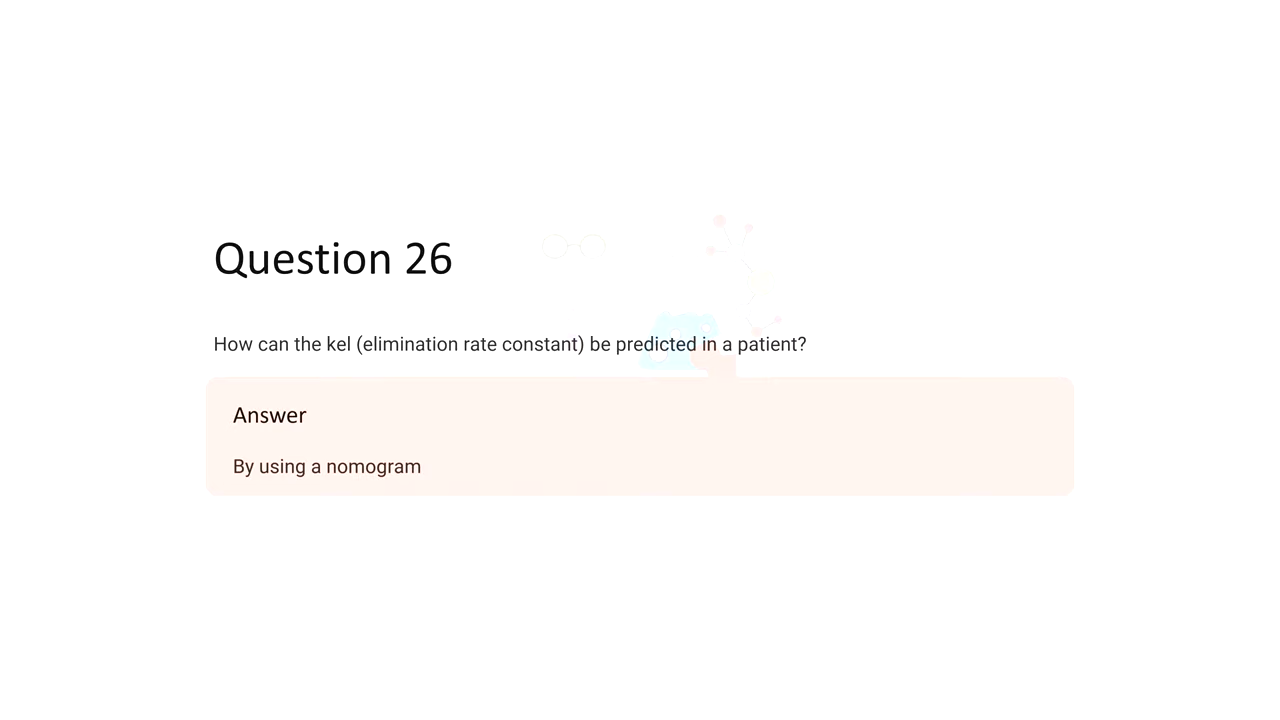 Question 26
How can the kel (elimination rate constant) be predicted in a patient?
Answer
By using a nomogram